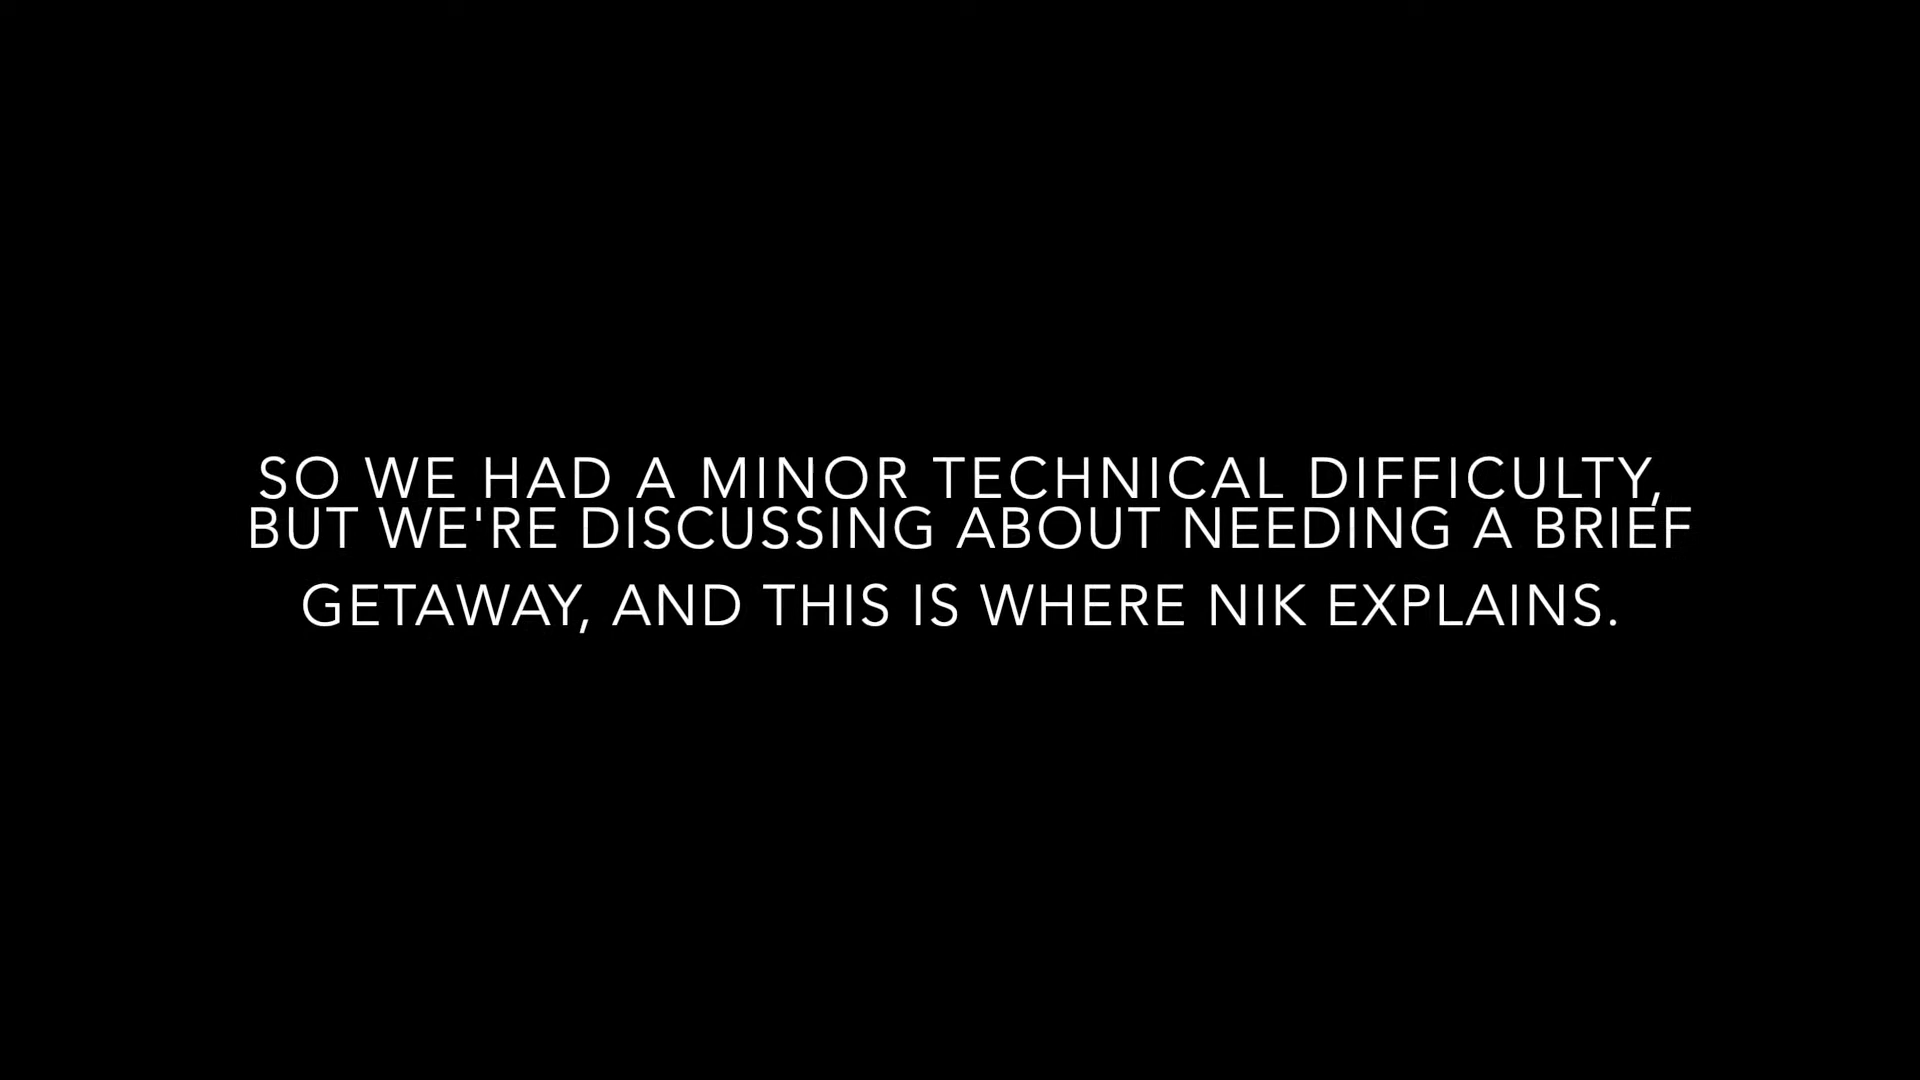 SO WE HAD A MINOR TECHNICAL DIFFICULTY,
BUT WE'RE DISCUSSING ABOUT NEEDING A BRIEF
GETAWAY, AND THIS IS WHERE NIK EXPLAINS.